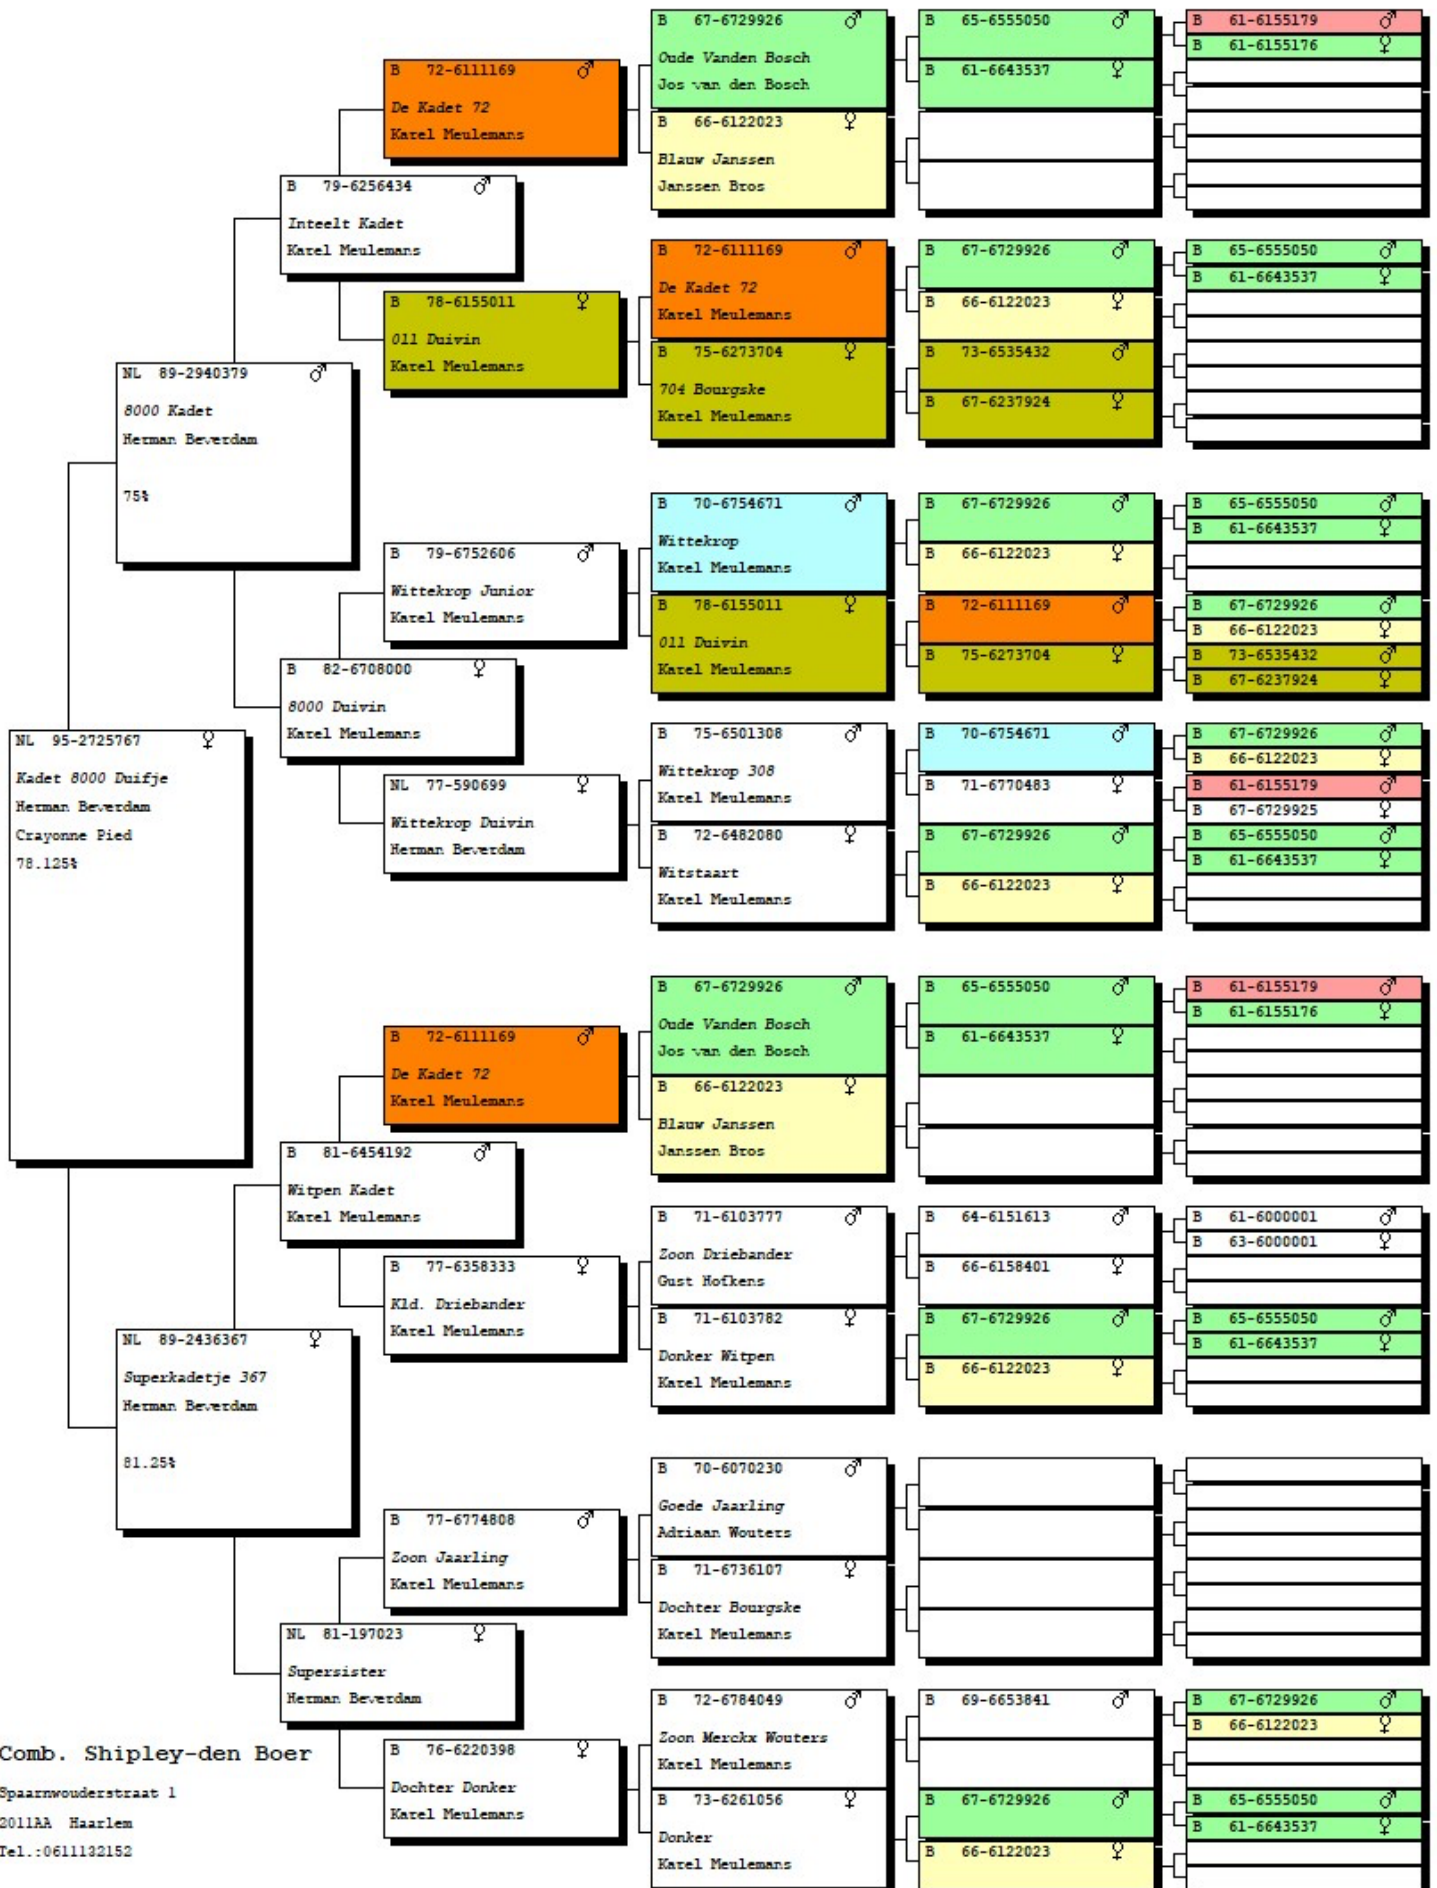 NL 95-2725767 ♀
Kadet 8000 Duifje
Herman Beverdam
Crayonne Pied
78.125%
NL 89-2940379 ♂
8000 Kadet
Herman Beverdam
75%
NL 89-2436367 ♀
Superkadetje 367
Herman Beverdam
81.25%
B 79-6256434 ♂
Inteelt Kadet
Karel Meulemans
B 82-6708000 ♀
8000 Duivin
Karel Meulemans
B 81-6454192 ♂
Witpen Kadet
Karel Meulemans
NL 81-197023 ♀
Supersister
Herman Beverdam
B 72-6111169 ♂
De Kadet 72
Karel Meulemans
B 78-6155011 ♀
011 Duivin
Karel Meulemans
B 79-6752606 ♂
Wittekrop Junior
Karel Meulemans
NL 77-590699 ♀
Wittekrop Duivin
Herman Beverdam
B 72-6111169 ♂
De Kadet 72
Karel Meulemans
B 77-6358333 ♀
Kld. Driebander
Karel Meulemans
B 77-6774808 ♂
Zoon Jaarling
Karel Meulemans
B 76-6220398 ♀
Dochter Donker
Karel Meulemans
B 67-6729926 ♂
Oude Vanden Bosch
Jos van den Bosch
B 66-6122023 ♀
Blauw Janssen
Janssen Bros
B 72-6111169 ♂
De Kadet 72
Karel Meulemans
B 75-6273704 ♀
704 Bourgske
Karel Meulemans
B 70-6754671 ♂
Wittekrop
Karel Meulemans
B 78-6155011 ♀
011 Duivin
Karel Meulemans
B 75-6501308 ♂
Wittekrop 308
Karel Meulemans
B 72-6482080 ♀
Witstaart
Karel Meulemans
B 67-6729926 ♂
Oude Vanden Bosch
Jos van den Bosch
B 66-6122023 ♀
Blauw Janssen
Janssen Bros
B 71-6103777 ♂
Zoon Driebander
Gust Hofkens
B 71-6103782 ♀
Donker Witpen
Karel Meulemans
B 70-6070230 ♂
Goede Jaarling
Adriaan Wouters
B 71-6736107 ♀
Dochter Bourgske
Karel Meulemans
B 72-6784049 ♂
Zoon Merckx Wouters
Karel Meulemans
B 73-6261056 ♀
Donker
Karel Meulemans
B 65-6555050 ♂
B 61-6643537 ♀
B 67-6729926 ♂
B 66-6122023 ♀
B 73-6535432 ♂
B 67-6237924 ♀
B 67-6729926 ♂
B 66-6122023 ♀
B 72-6111169 ♂
B 75-6273704 ♀
B 70-6754671 ♂
B 71-6770483 ♀
B 67-6729926 ♂
B 66-6122023 ♀
B 65-6555050 ♂
B 61-6643537 ♀
B 64-6151613 ♂
B 66-6158401 ♀
B 67-6729926 ♂
B 66-6122023 ♀
B 69-6653841 ♂
B 67-6729926 ♂
B 66-6122023 ♀
B 61-6155179 ♂
B 61-6155176 ♀
B 65-6555050 ♂
B 61-6643537 ♀
B 65-6555050 ♂
B 61-6643537 ♀
B 67-6729926 ♂
B 66-6122023 ♀
B 73-6535432 ♂
B 67-6237924 ♀
B 67-6729926 ♂
B 66-6122023 ♀
B 61-6155179 ♂
B 67-6729925 ♀
B 65-6555050 ♂
B 61-6643537 ♀
B 61-6155179 ♂
B 61-6155176 ♀
B 61-6000001 ♂
B 63-6000001 ♀
B 65-6555050 ♂
B 61-6643537 ♀
B 67-6729926 ♂
B 66-6122023 ♀
B 65-6555050 ♂
B 61-6643537 ♀
Comb. Shipley-den Boer
Spaarnwouderstraat 1
2011AA Haarlem
Tel.:0611132152